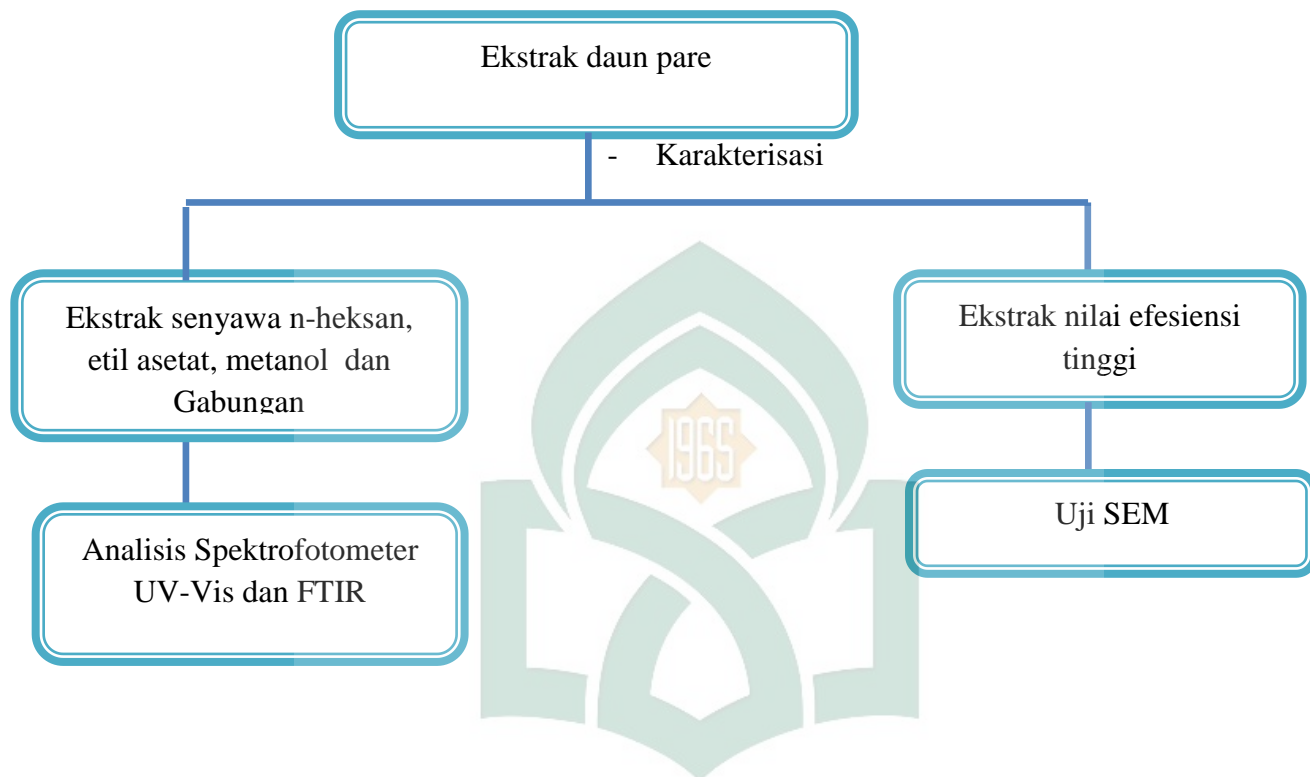 Ekstrak daun pare
- Karakterisasi
Ekstrak senyawa n-heksan,
etil asetat, metanol dan
Gabungan
Ekstrak nilai efesiensi
tinggi
1965
Analisis Spektrofotometer
UV-Vis dan FTIR
Uji SEM